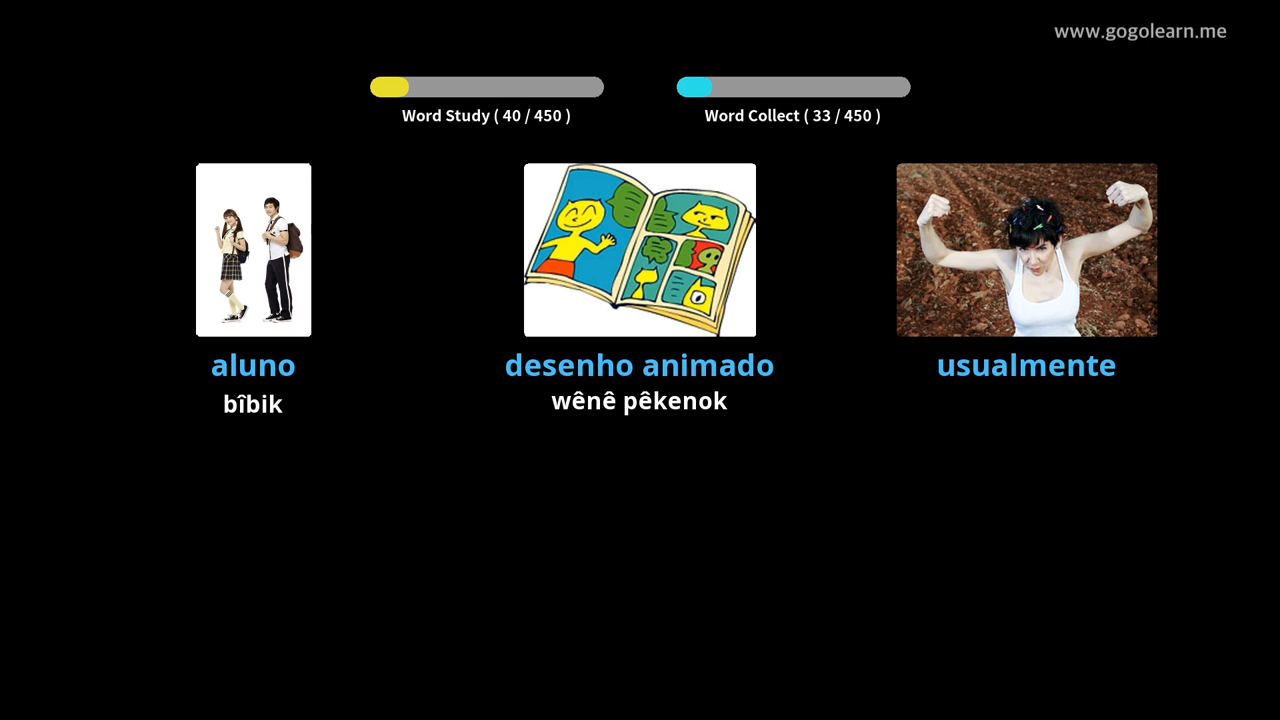 www.gogolearn.me
Word Study ( 40 / 450 )
Word Collect ( 33 / 450 )
aluno
bîbik
desenho animado
wênê pêkenok
usualmente